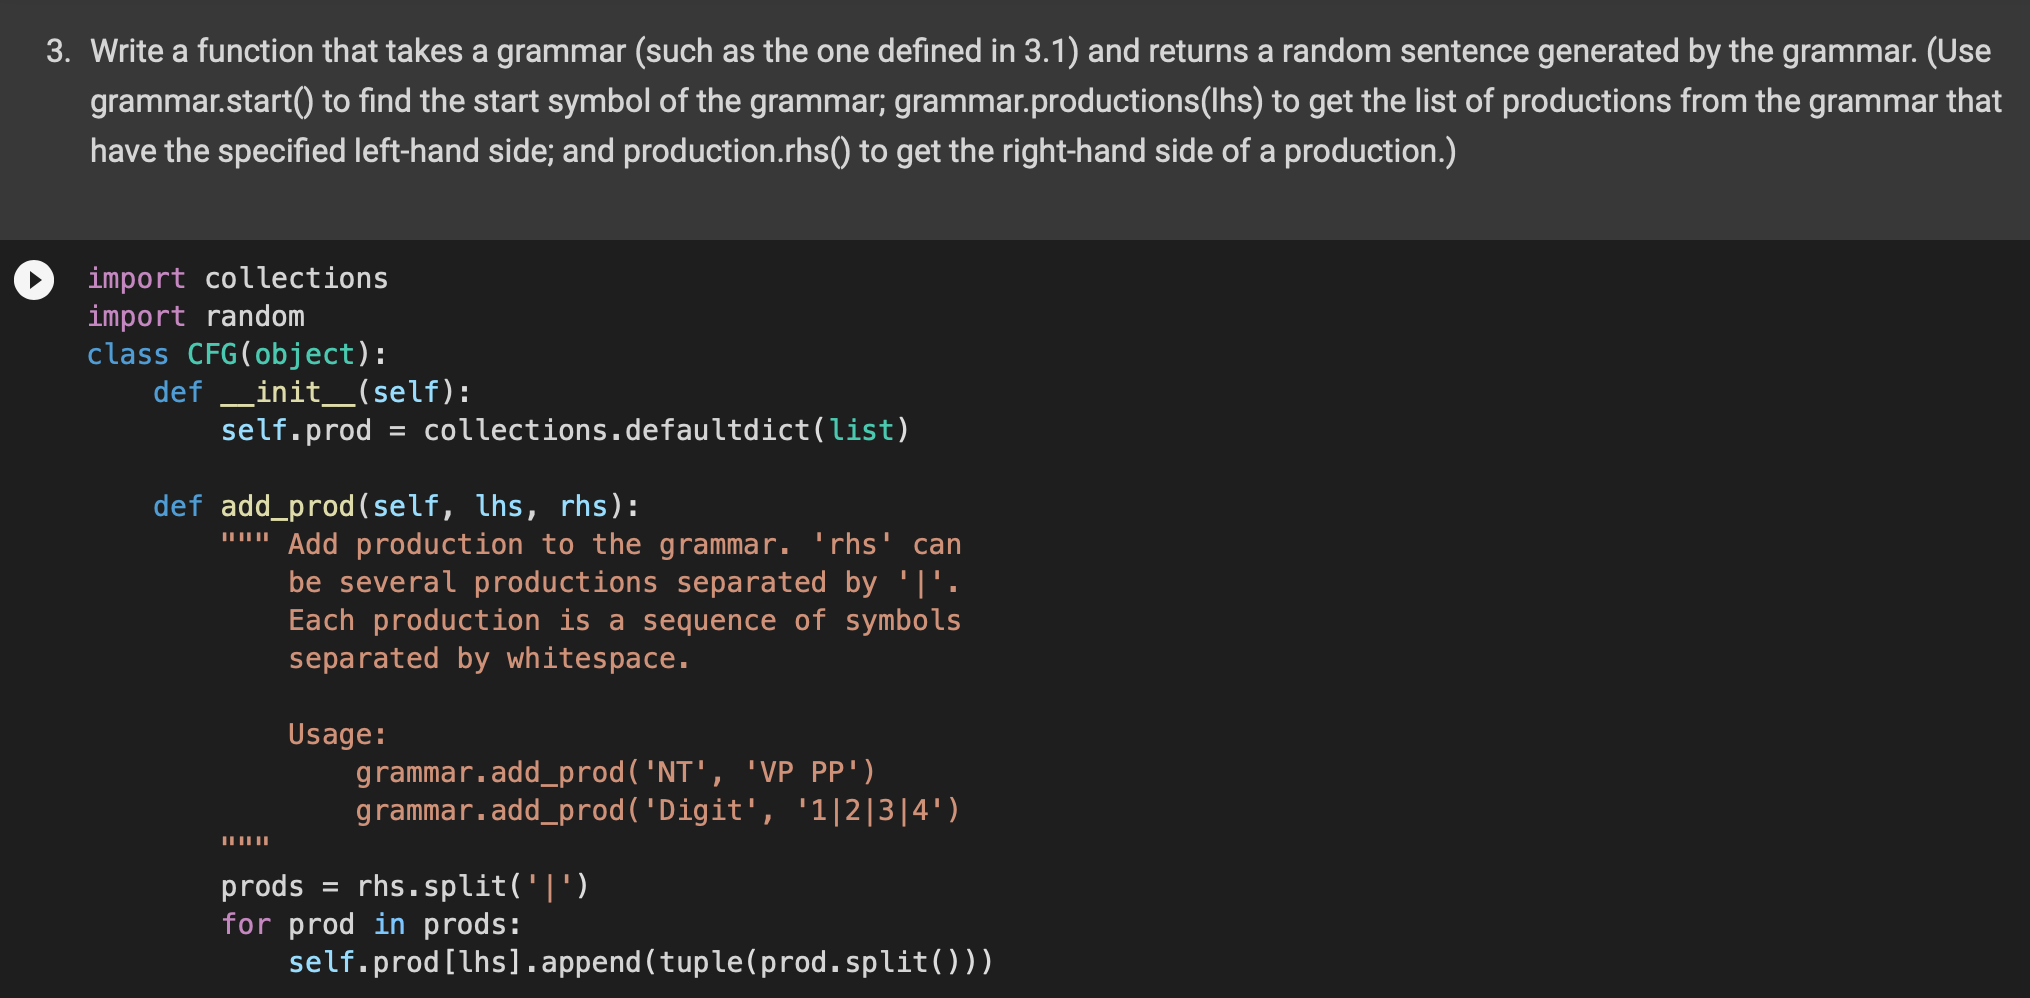 3. Write a function that takes a grammar (such as the one defined in 3.1) and returns a random sentence generated by the grammar. (Use
grammar.start() to find the start symbol of the grammar; grammar.productions(lhs) to get the list of productions from the grammar that
have the specified left-hand side; and production.rhs() to get the right-hand side of a production.)
import collections
import random
class CFG(object):
    def __init__(self):
        self.prod = collections.defaultdict(list)

    def add_prod(self, lhs, rhs):
        """ Add production to the grammar. 'rhs' can
            be several productions separated by '|'.
            Each production is a sequence of symbols
            separated by whitespace.

            Usage:
                grammar.add_prod('NT', 'VP PP')
                grammar.add_prod('Digit', '1|2|3|4')
        """
        prods = rhs.split('|')
        for prod in prods:
            self.prod[lhs].append(tuple(prod.split()))